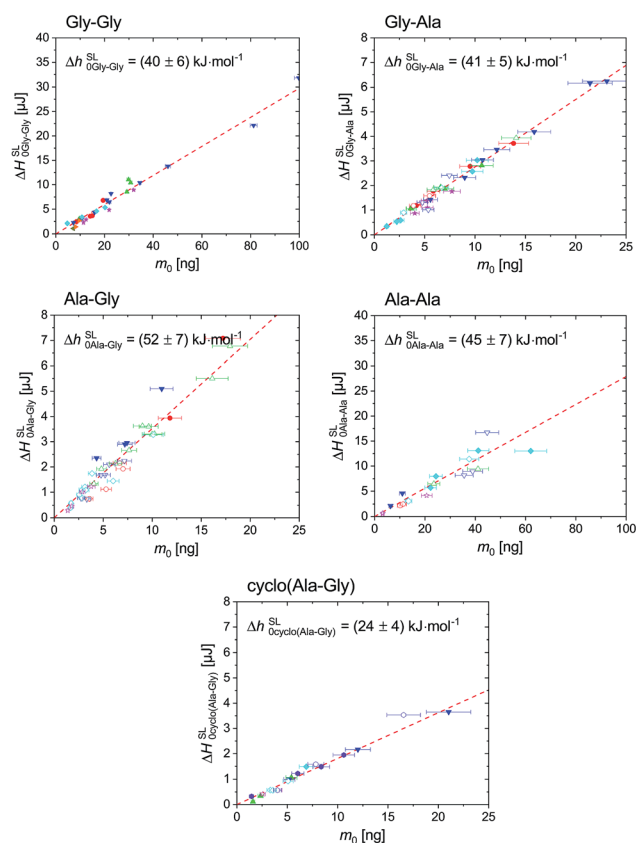 Gly-Gly
Δh SL 0Gly-Gly = (40 ± 6) kJ·mol-1
ΔH SL 0Gly-Gly [µJ]
40
35
30
25
20
15
10
5
0
0 20 40 60 80 100
m0 [ng]
Gly-Ala
Δh SL 0Gly-Ala = (41 ± 5) kJ·mol-1
ΔH SL 0Gly-Ala [µJ]
8
7
6
5
4
3
2
1
0
0 5 10 15 20 25
m0 [ng]
Ala-Gly
Δh SL 0Ala-Gly = (52 ± 7) kJ·mol-1
ΔH SL 0Ala-Gly [µJ]
8
7
6
5
4
3
2
1
0
0 5 10 15 20 25
m0 [ng]
Ala-Ala
Δh SL 0Ala-Ala = (45 ± 7) kJ·mol-1
ΔH SL 0Ala-Ala [µJ]
40
35
30
25
20
15
10
5
0
0 20 40 60 80 100
m0 [ng]
cyclo(Ala-Gly)
Δh SL 0cyclo(Ala-Gly) = (24 ± 4) kJ·mol-1
ΔH SL 0cyclo(Ala-Gly) [µJ]
8
7
6
5
4
3
2
1
0
0 5 10 15 20 25
m0 [ng]